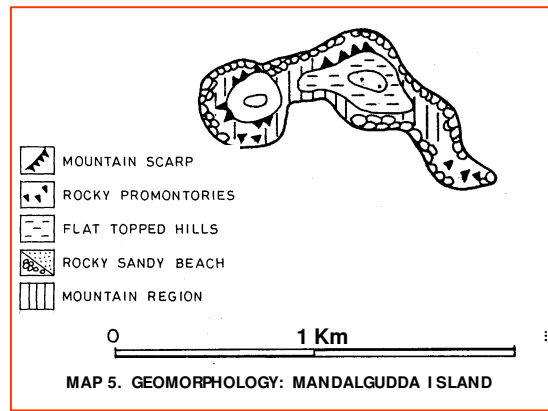 MOUNTAIN SCARP
ROCKY PROMONTORIES
FLAT TOPPED HILLS
ROCKY SANDY BEACH
MOUNTAIN REGION
0 1 Km
MAP 5. GEOMORPHOLOGY: MANDALGUDDA ISLAND